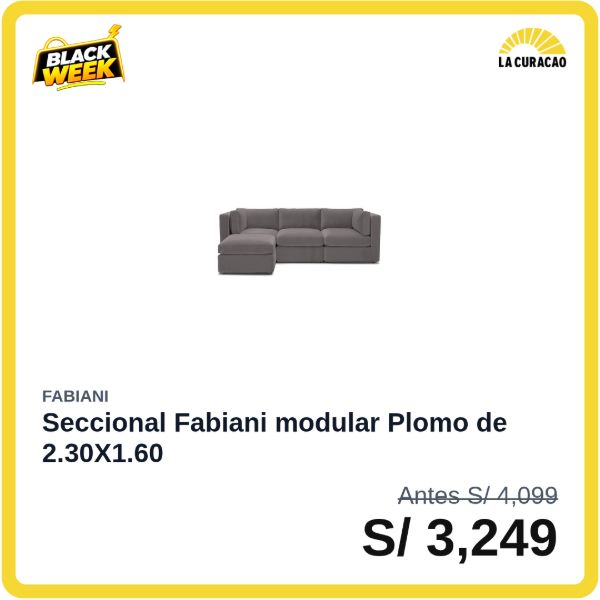 BLACK
WEEK
LA CURACAO
FABIANI
Seccional Fabiani modular Plomo de
2.30X1.60
Antes S/ 4,099
S/ 3,249